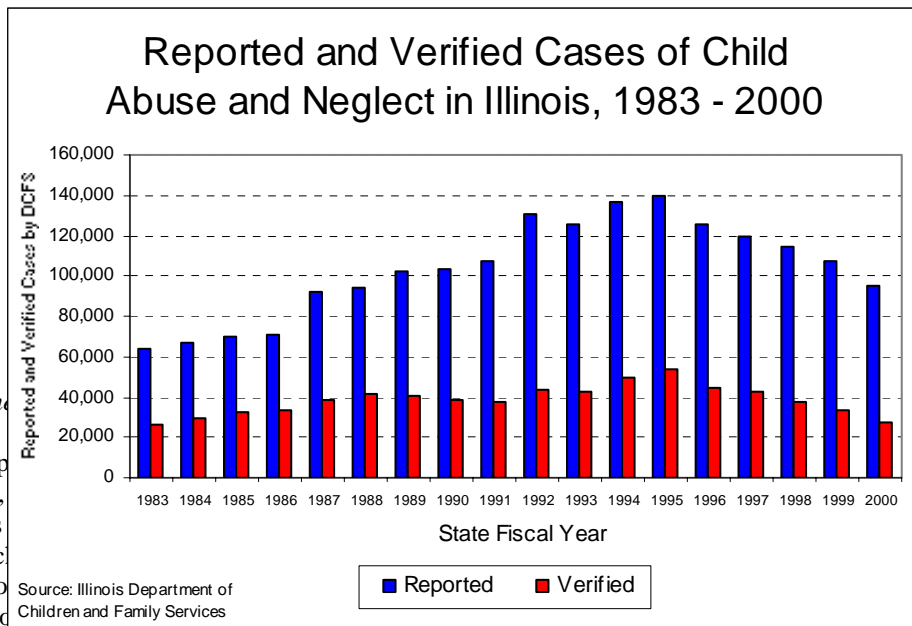 Reported and Verified Cases of Child
Abuse and Neglect in Illinois, 1983 - 2000
Reported and Verified Cases by DCFS
160,000
140,000
120,000
100,000
80,000
60,000
40,000
20,000
0
1983 1984 1985 1986 1987 1988 1989 1990 1991 1992 1993 1994 1995 1996 1997 1998 1999 2000
State Fiscal Year
Reported Verified
Source: Illinois Department of
Children and Family Services